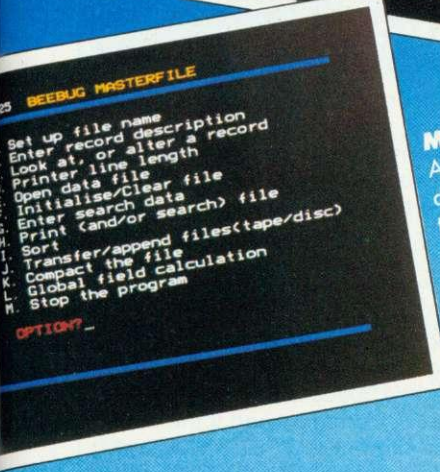 25 BEEBUG MASTERFILE
Set up file name
Enter record description
Look at, or alter a record
Printer line length
Open data file
Initialise/Clear file
Enter search data
H. Print (and/or search) file
I. Sort
J. Transfer/append files(tape/disc)
K. Compact the file
L. Global field calculation
M. Stop the program
OPTION?_
M
A